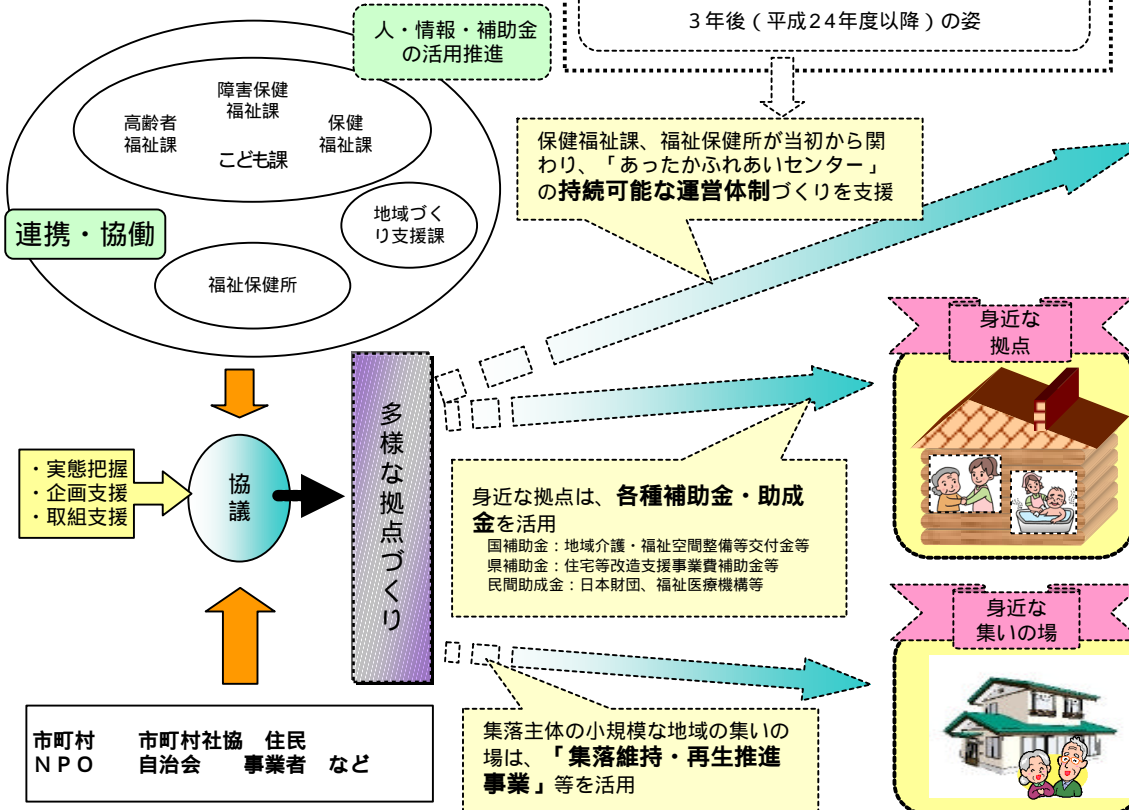 人・情報・補助金
の活用推進
3年後（平成24年度以降）の姿
障害保健
福祉課
高齢者
福祉課
保健
福祉課
こども課
地域づく
り支援課
連携・協働
福祉保健所
保健福祉課、福祉保健所が当初から関
わり、「あったかふれあいセンター」
の持続可能な運営体制づくりを支援
身近な
拠点
・実態把握
・企画支援
・取組支援
協
議
多様な拠点づくり
身近な拠点は、各種補助金・助成
金を活用
国補助金：地域介護・福祉空間整備等交付金等
県補助金：住宅等改造支援事業費補助金等
民間助成金：日本財団、福祉医療機構等
身近な
集いの場
集落主体の小規模な地域の集いの
場は、「集落維持・再生推進
事業」等を活用
市町村　市町村社協　住民
ＮＰＯ　自治会　事業者　など